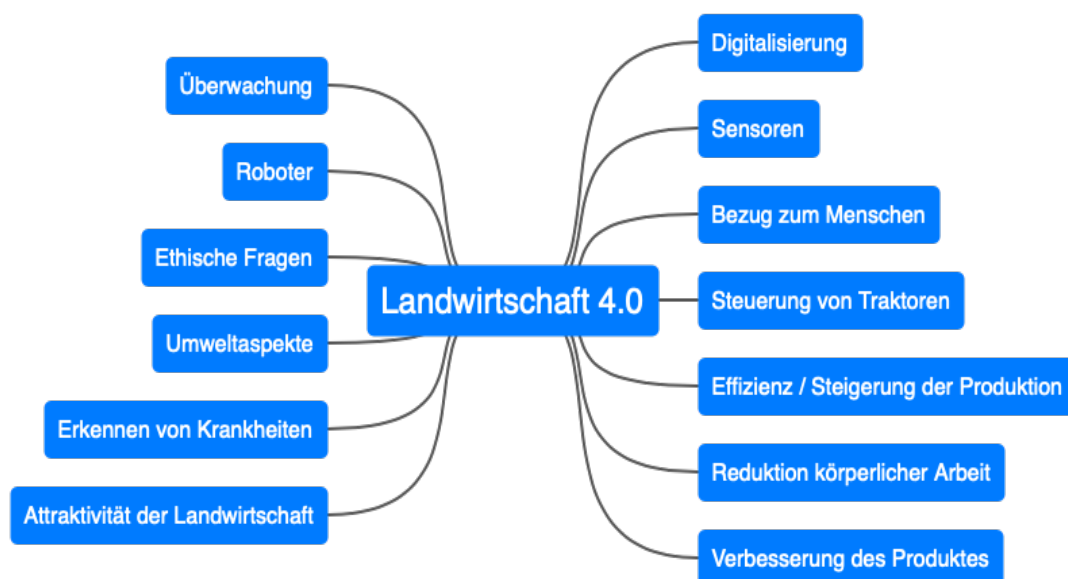 Landwirtschaft 4.0
Digitalisierung
Sensoren
Bezug zum Menschen
Steuerung von Traktoren
Effizienz / Steigerung der Produktion
Reduktion körperlicher Arbeit
Verbesserung des Produktes
Überwachung
Roboter
Ethische Fragen
Umweltaspekte
Erkennen von Krankheiten
Attraktivität der Landwirtschaft